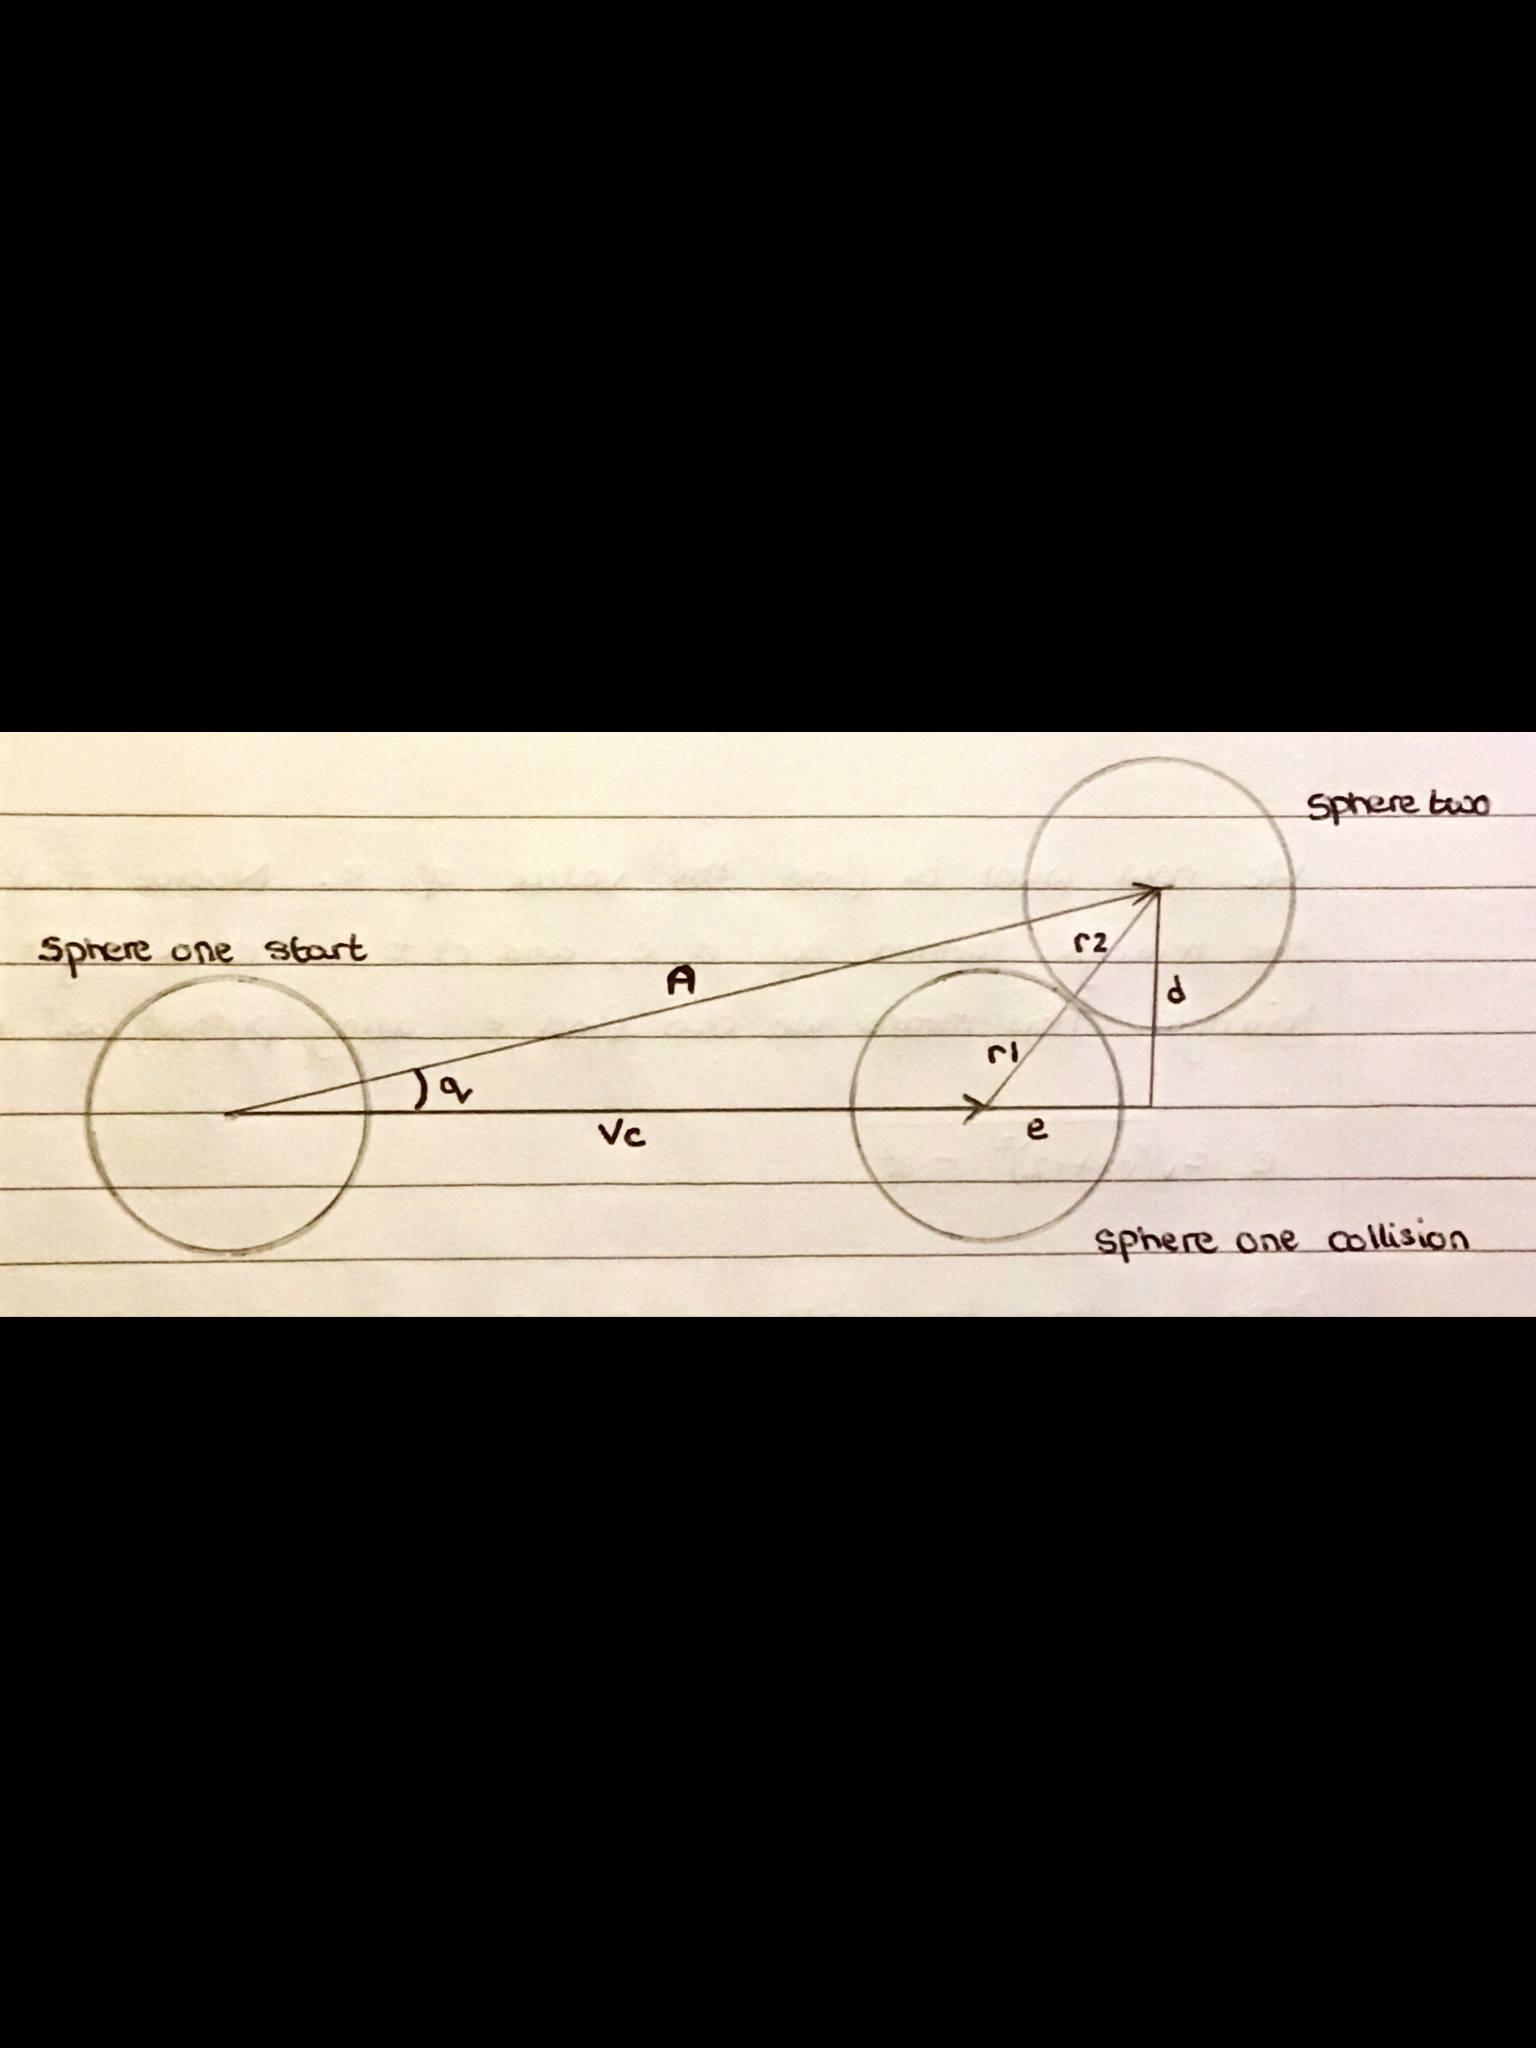 Sphere two
Sphere one start
r2
A
d
r1
q
Vc
e
Sphere one collision